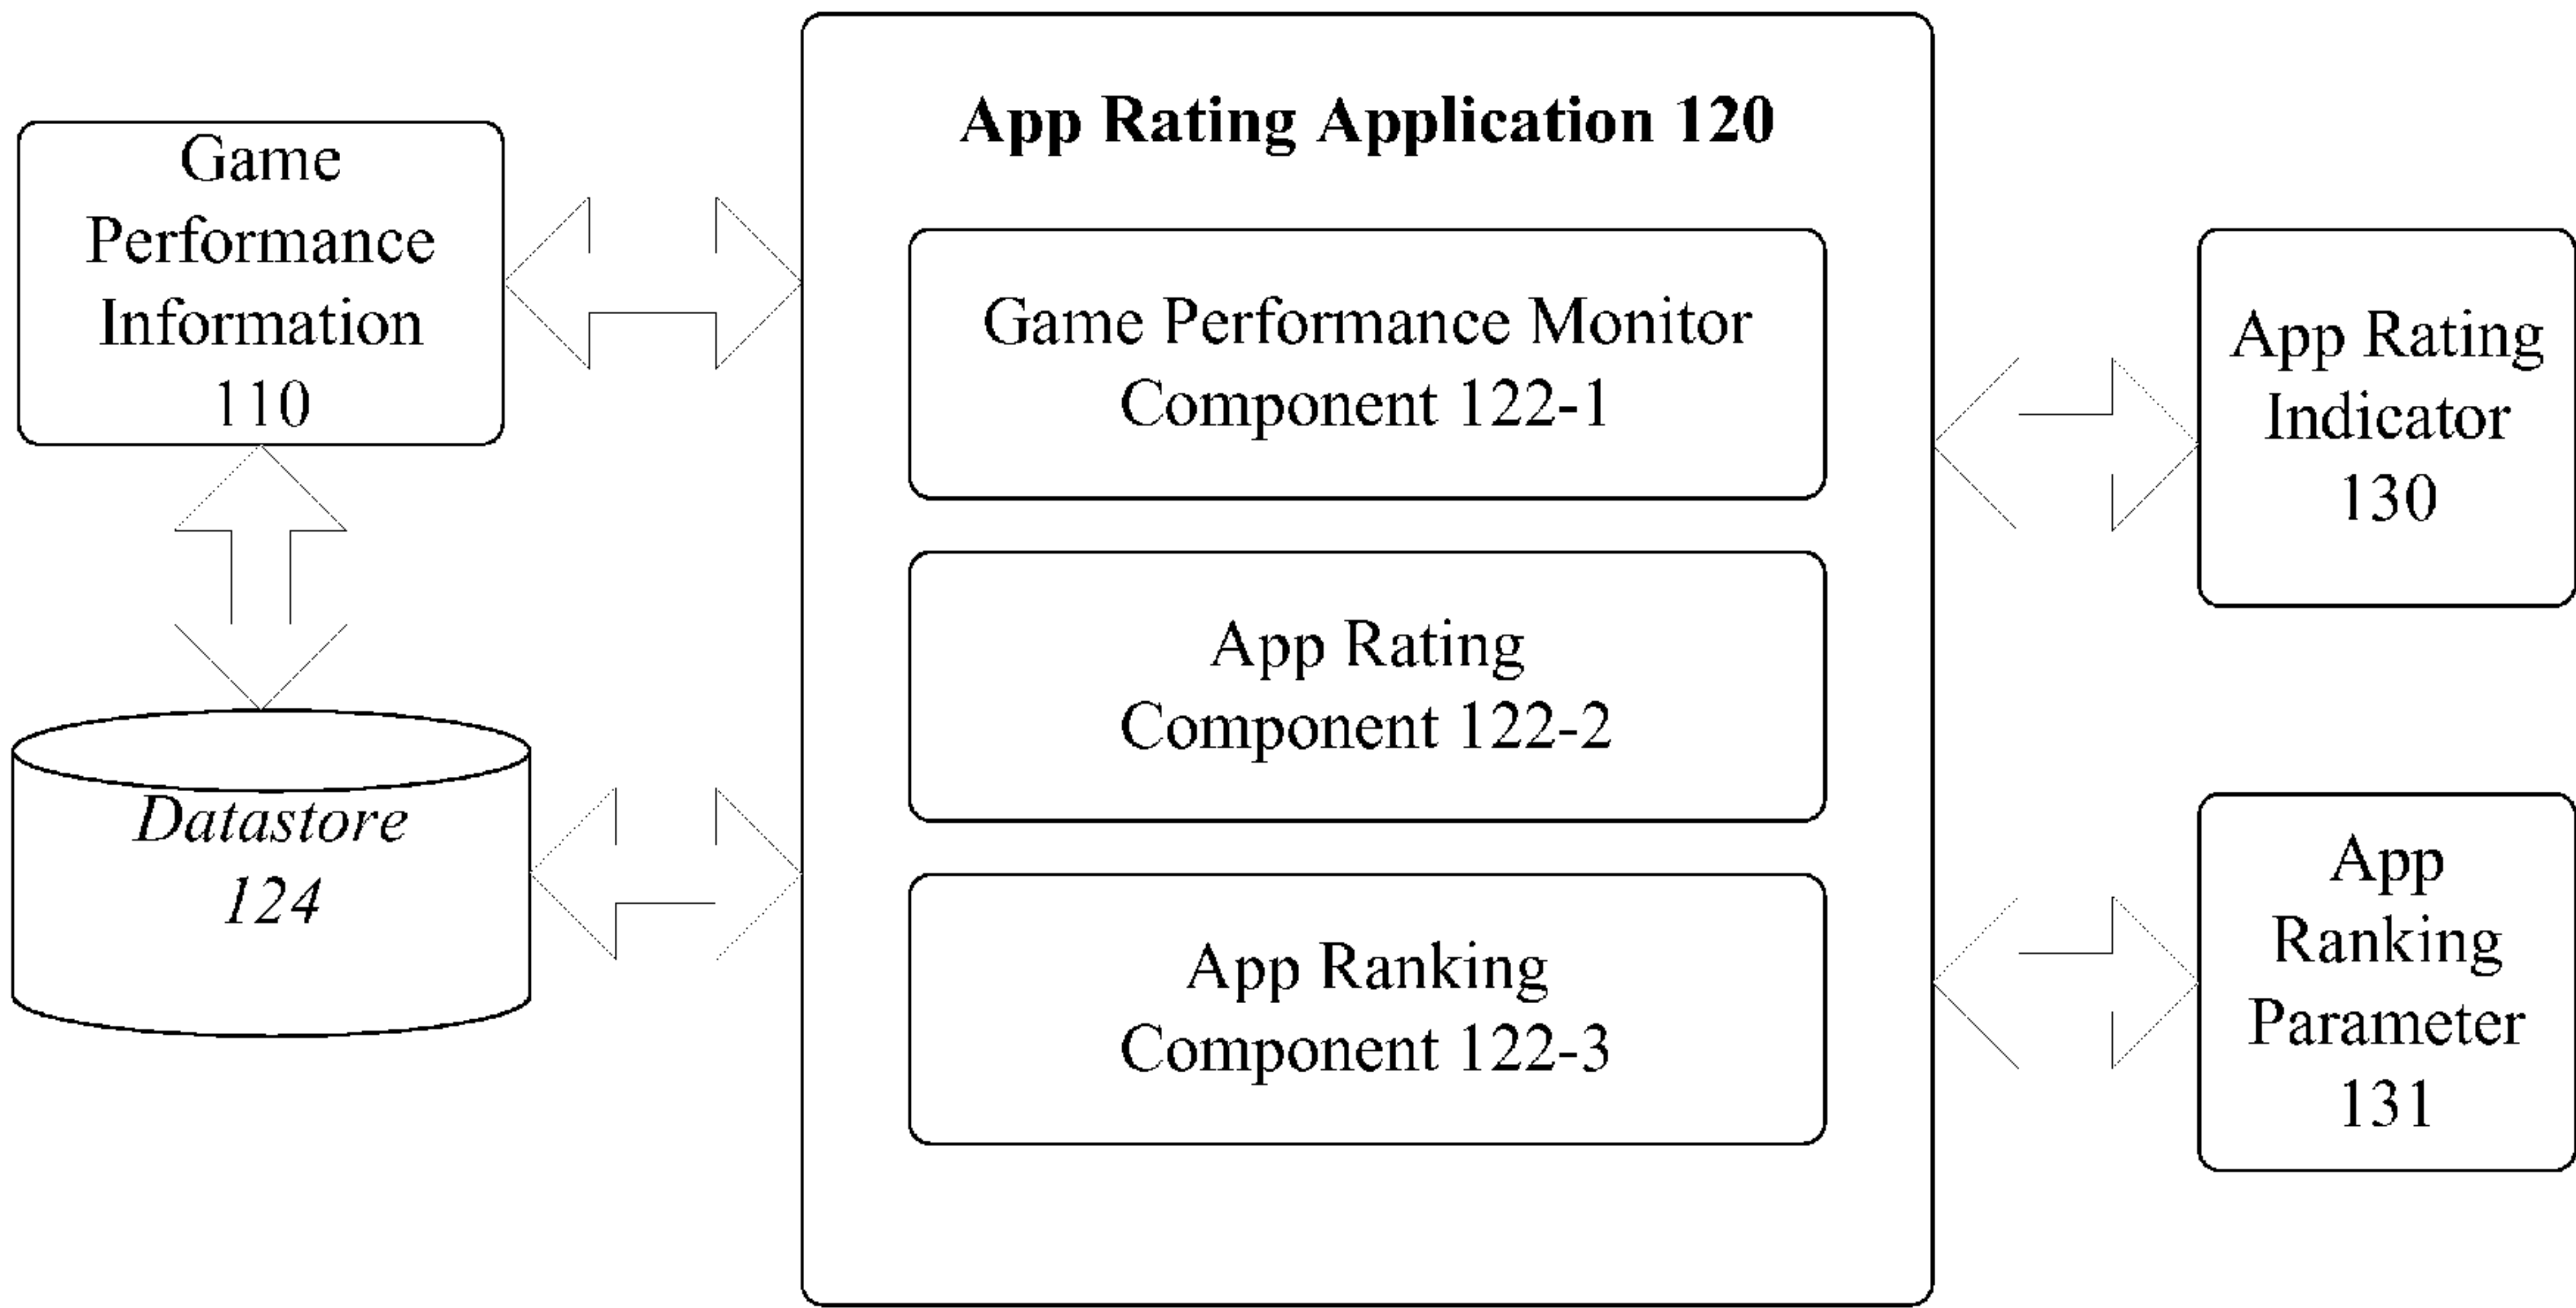 Game
Performance
Information
110
Datastore
124
App Rating Application 120
Game Performance Monitor
Component 122-1
App Rating
Component 122-2
App Ranking
Component 122-3
App Rating
Indicator
130
App
Ranking
Parameter
131